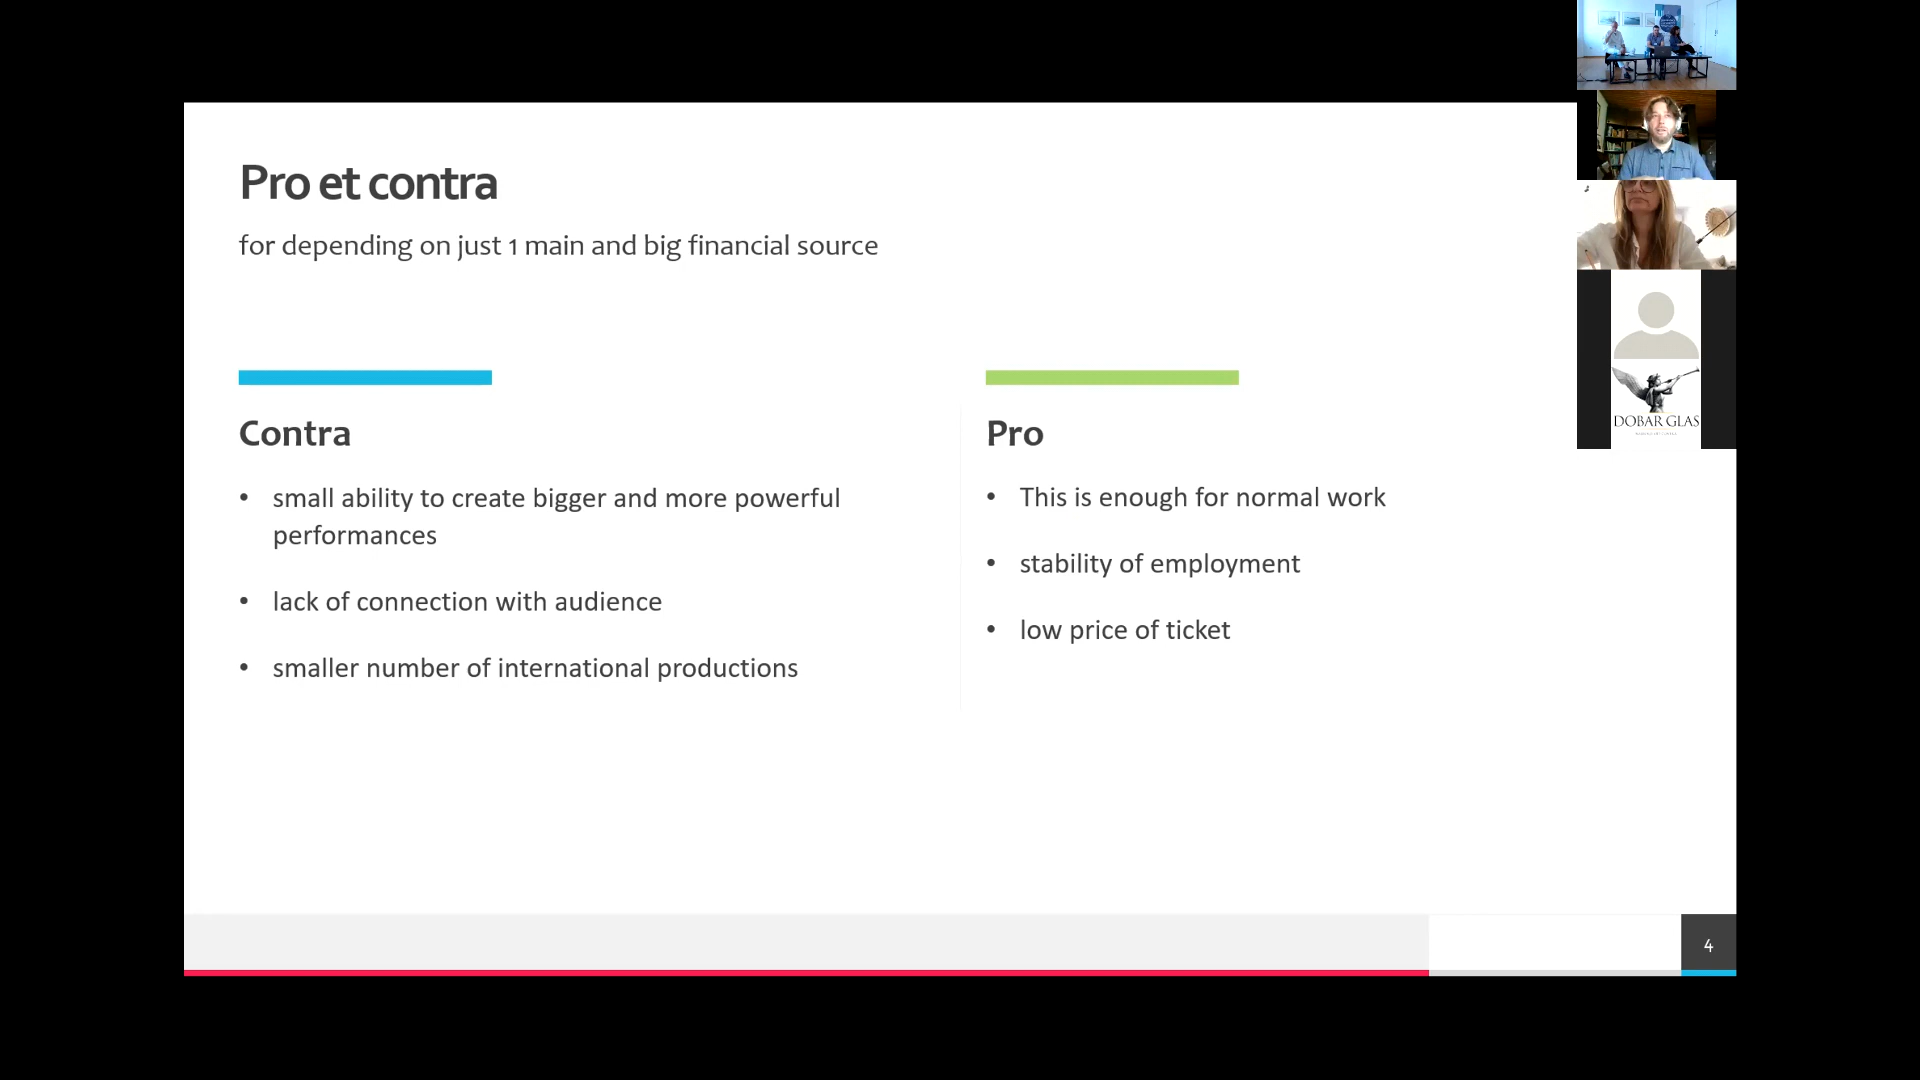 Pro et contra
for depending on just 1 main and big financial source
Contra
• small ability to create bigger and more powerful
performances
• lack of connection with audience
• smaller number of international productions
Pro
• This is enough for normal work
• stability of employment
• low price of ticket
DOBAR GLAS
4